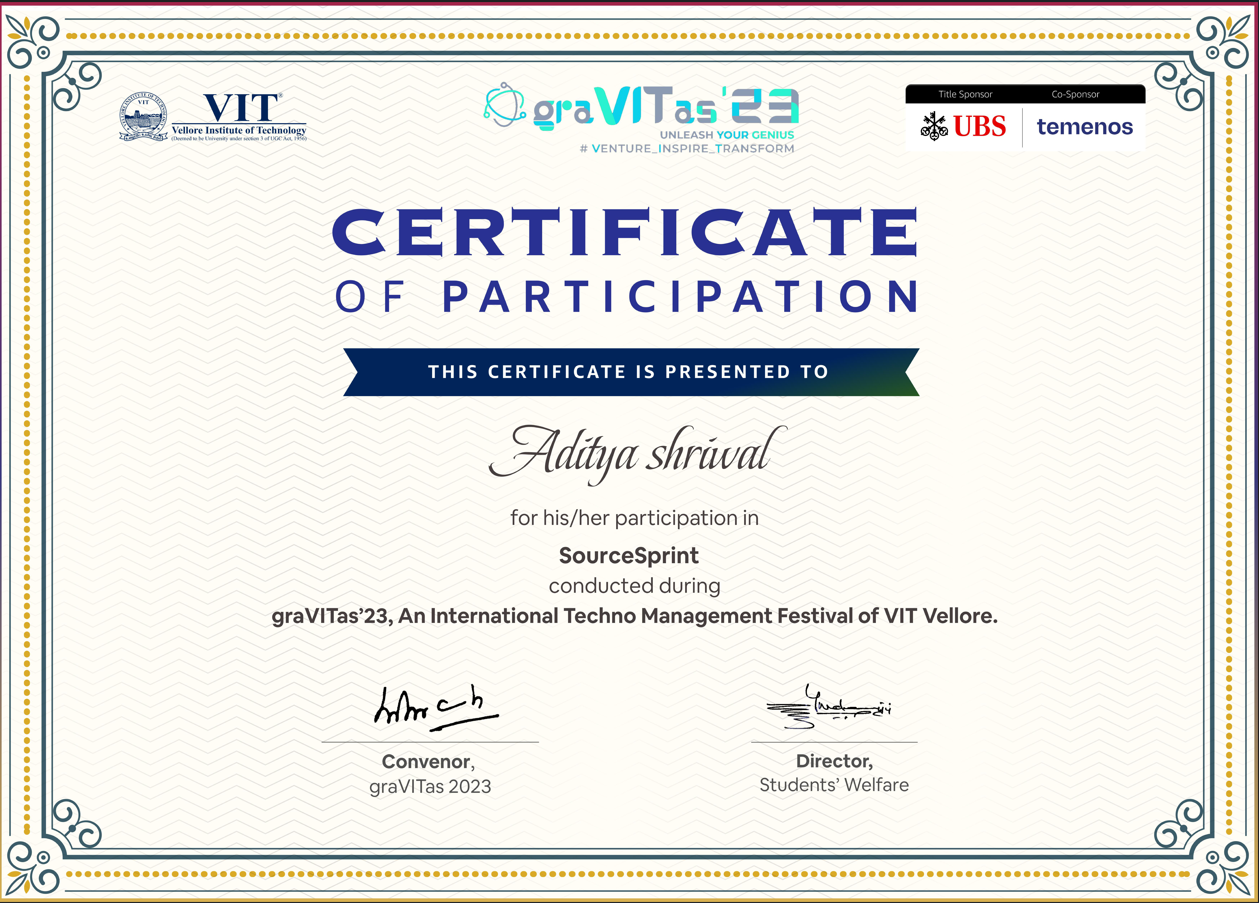 VIT®
Vellore Institute of Technology
(Deemed to be University under section 3 of UGC Act, 1956)
graVITas'23
UNLEASH YOUR GENIUS
# VENTURE_INSPIRE_TRANSFORM
Title Sponsor Co-Sponsor
UBS temenos
CERTIFICATE
OF PARTICIPATION
THIS CERTIFICATE IS PRESENTED TO
Aditya shriwal
for his/her participation in
SourceSprint
conducted during
graVITas’23, An International Techno Management Festival of VIT Vellore.
Convenor, Director,
graVITas 2023 Students’ Welfare